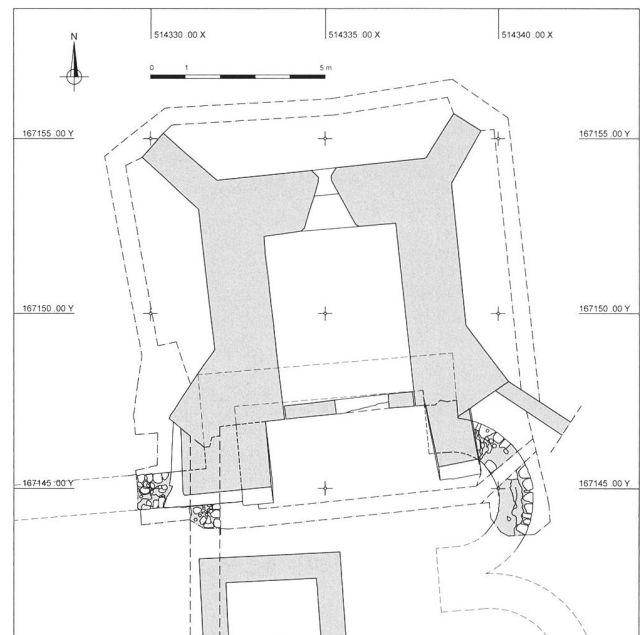 514330 .00 X
514335 .00 X
514340 .00 X
N
0 1 5 m
167155 .00 Y
167155 .00 Y
167150 .00 Y
167150 .00 Y
167145 .00 Y
167145 .00 Y